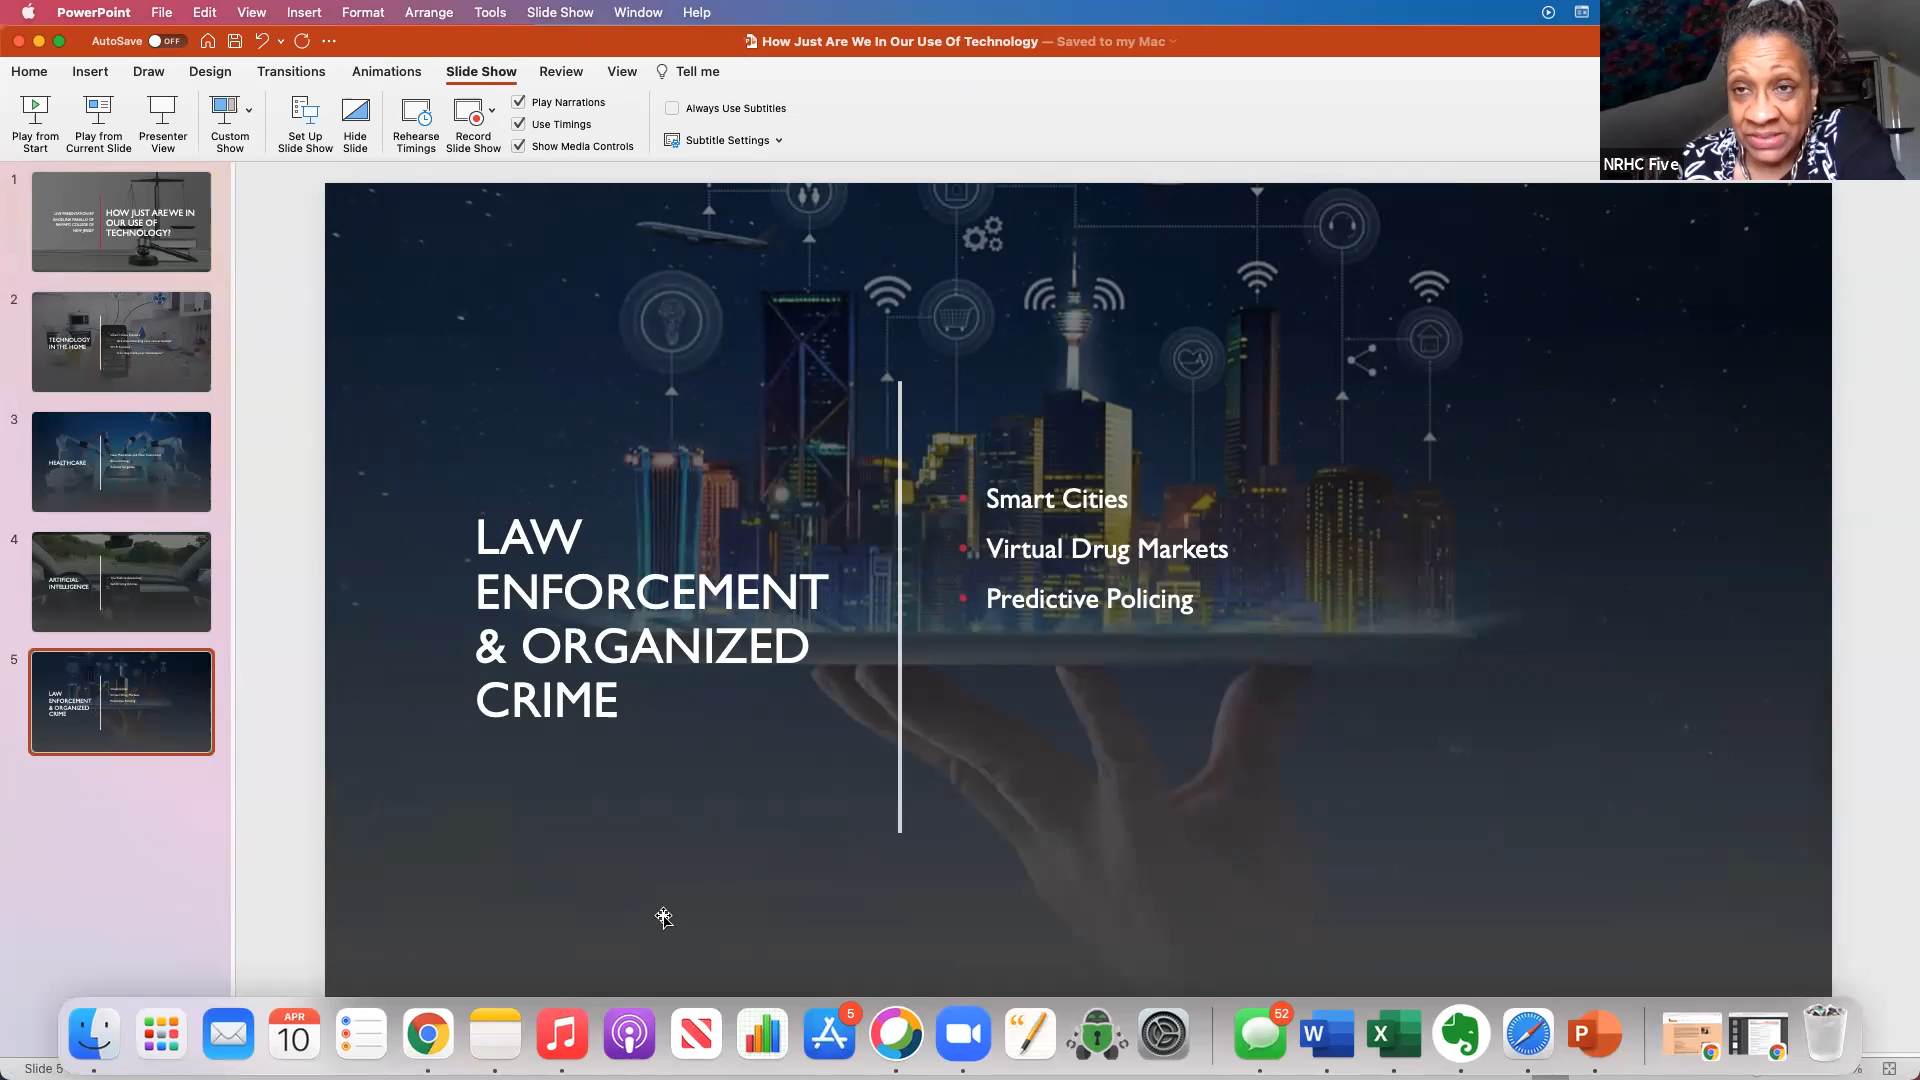 PowerPoint File Edit View Insert Format Arrange Tools Slide Show Window Help
AutoSave OFF
How Just Are We In Our Use Of Technology — Saved to my Mac
Home Insert Draw Design Transitions Animations Slide Show Review View Tell me
Play from Start
Play from Current Slide
Presenter View
Custom Show
Set Up Slide Show
Hide Slide
Rehearse Timings
Record Slide Show
Play Narrations
Use Timings
Show Media Controls
Always Use Subtitles
Subtitle Settings
NRHC Five
1
HOW JUST ARE WE IN
OUR USE OF
TECHNOLOGY?
2
TECHNOLOGY
IN THE HOME
3
HEALTHCARE
4
ARTIFICIAL
INTELLIGENCE
5
LAW
ENFORCEMENT
& ORGANIZED
CRIME
LAW
ENFORCEMENT
& ORGANIZED
CRIME
• Smart Cities
• Virtual Drug Markets
• Predictive Policing
APR
10
5
52
W
X
P
Slide 5